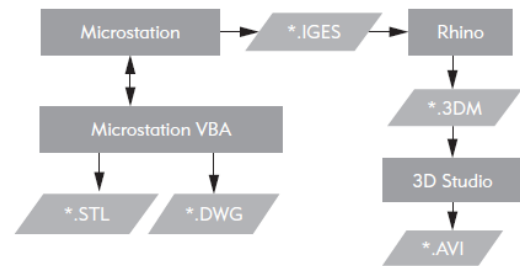 Microstation
*.IGES
Rhino
*.3DM
Microstation VBA
3D Studio
*.STL
*.DWG
*.AVI